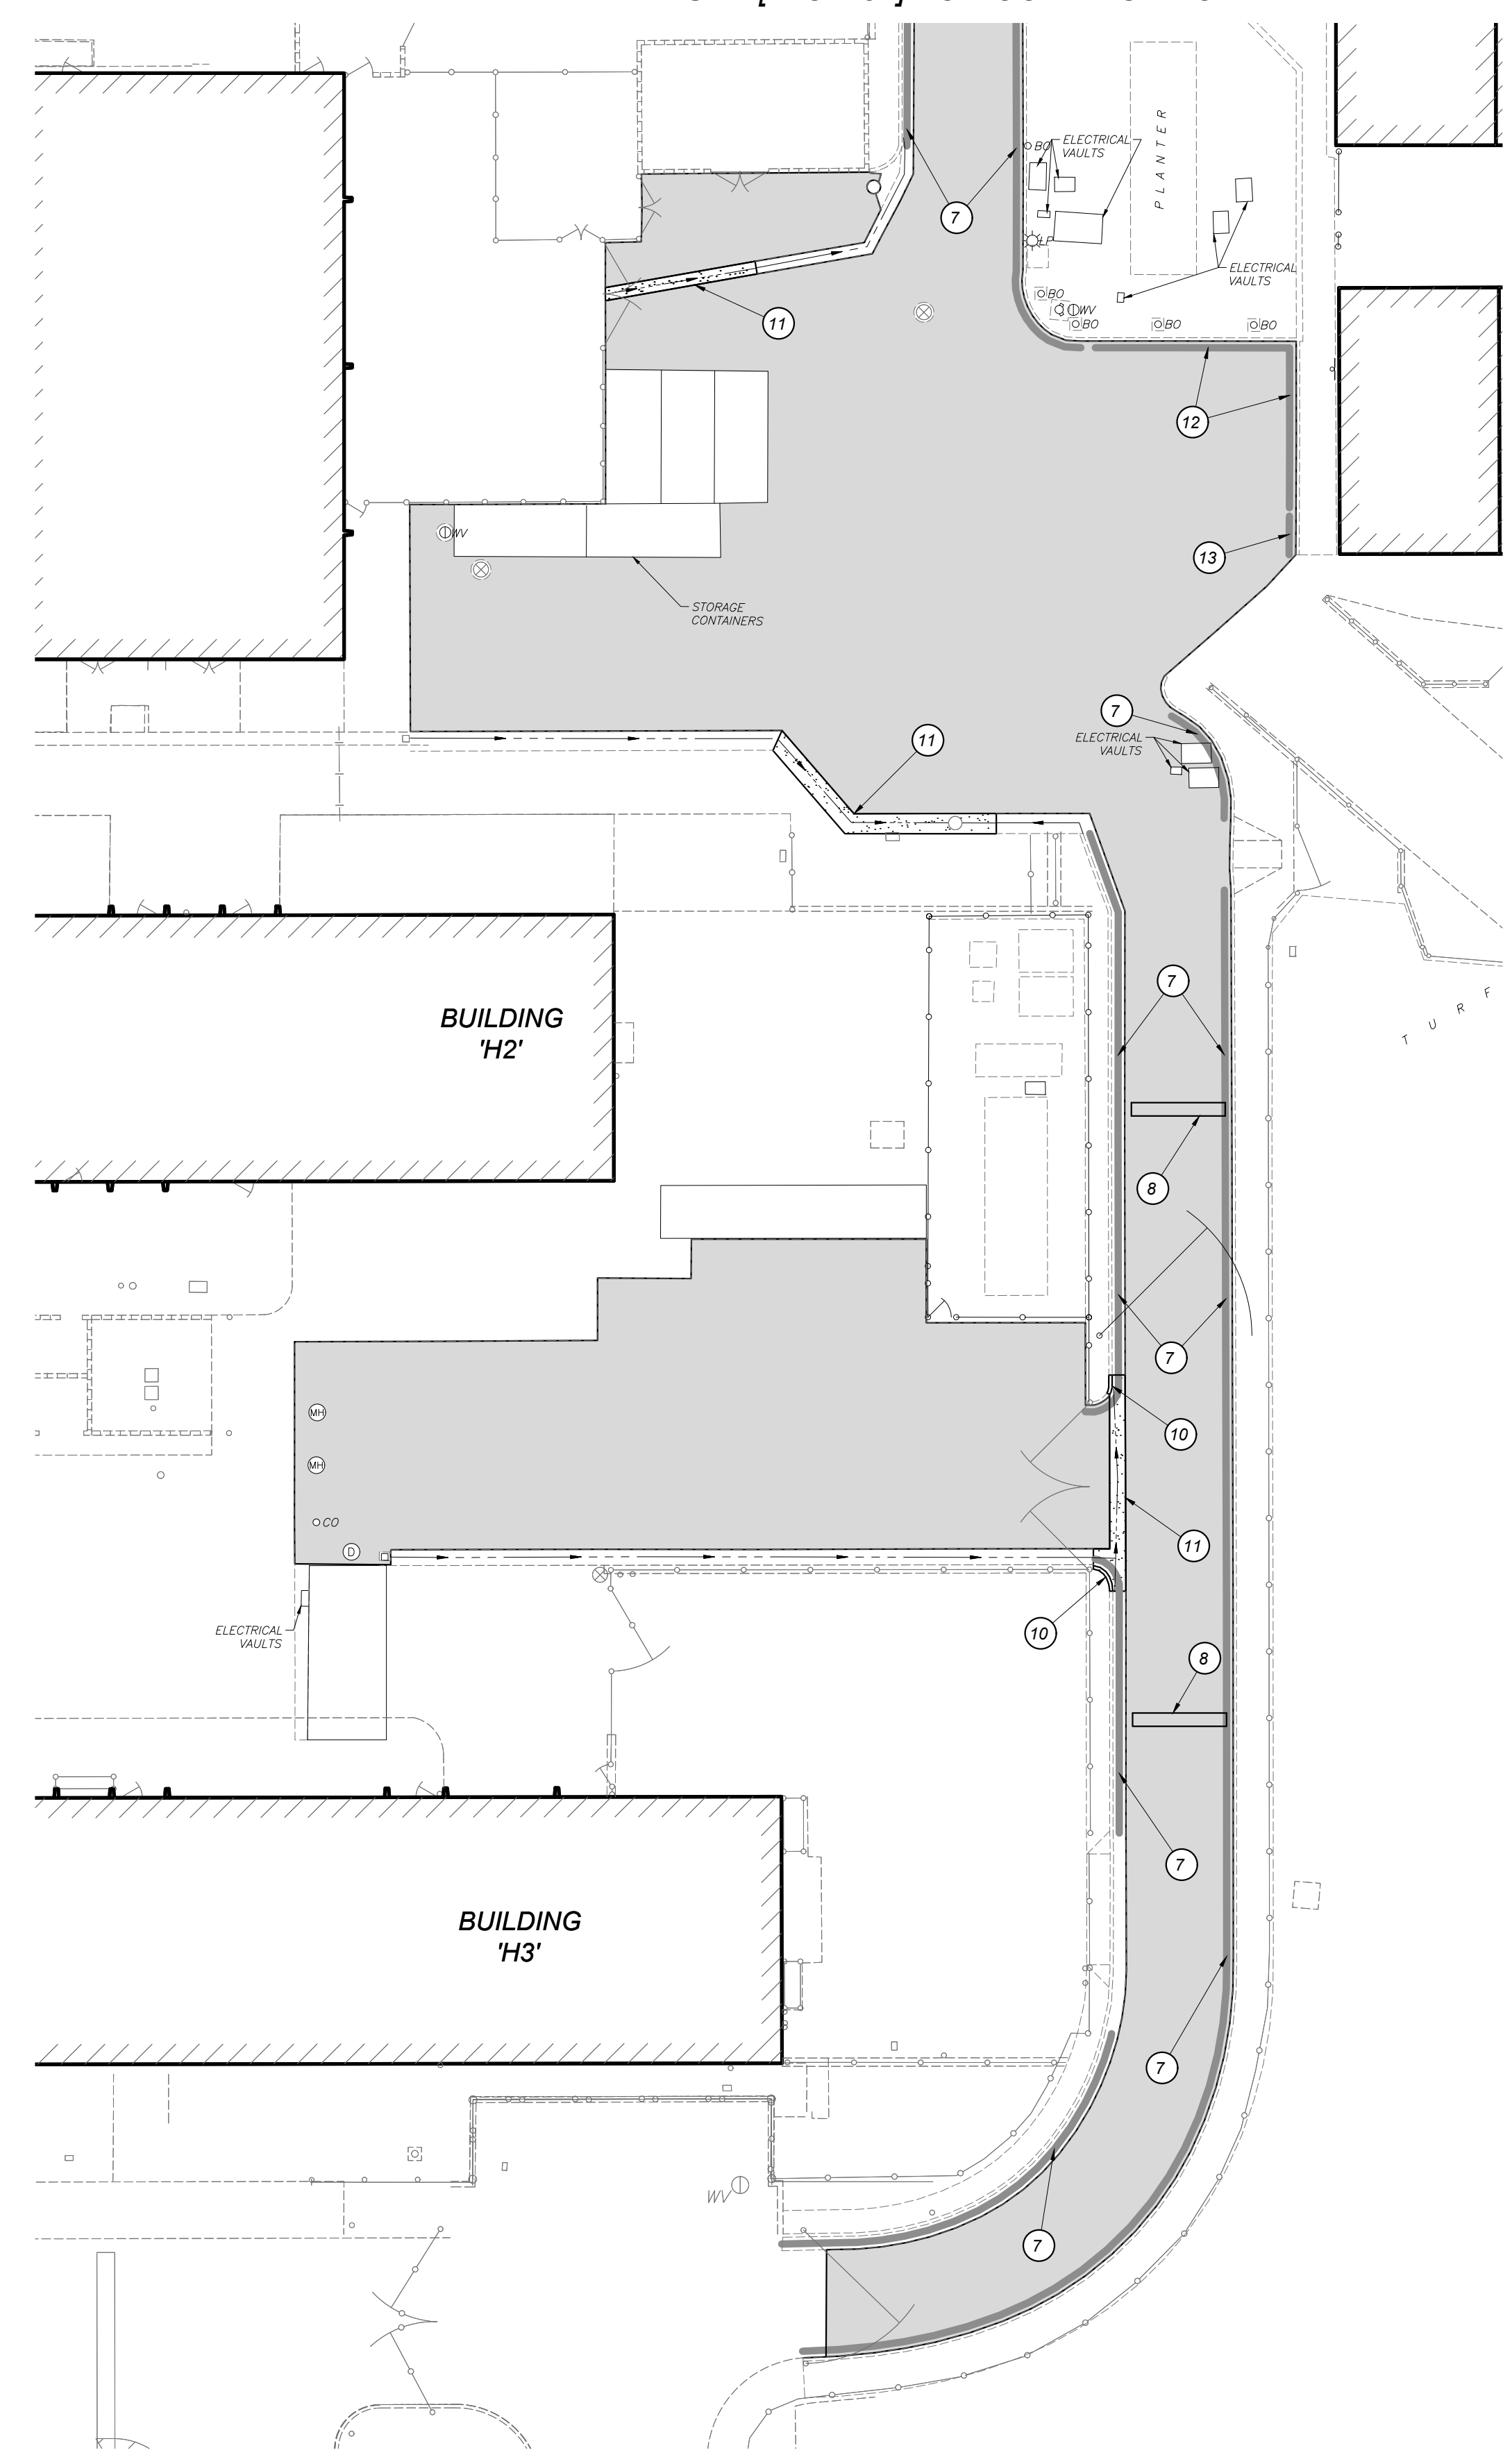 BO
ELECTRICAL
VAULTS
PLANTER
7
LP
ELECTRICAL
VAULTS
BO
WV
BO
BO
BO
11
12
WV
13
STORAGE
CONTAINERS
7
ELECTRICAL
VAULTS
11
7
BUILDING
'H2'
TURF
8
7
MH
10
MH
CO
11
D
ELECTRICAL
VAULTS
10
8
7
BUILDING
'H3'
7
WV
7